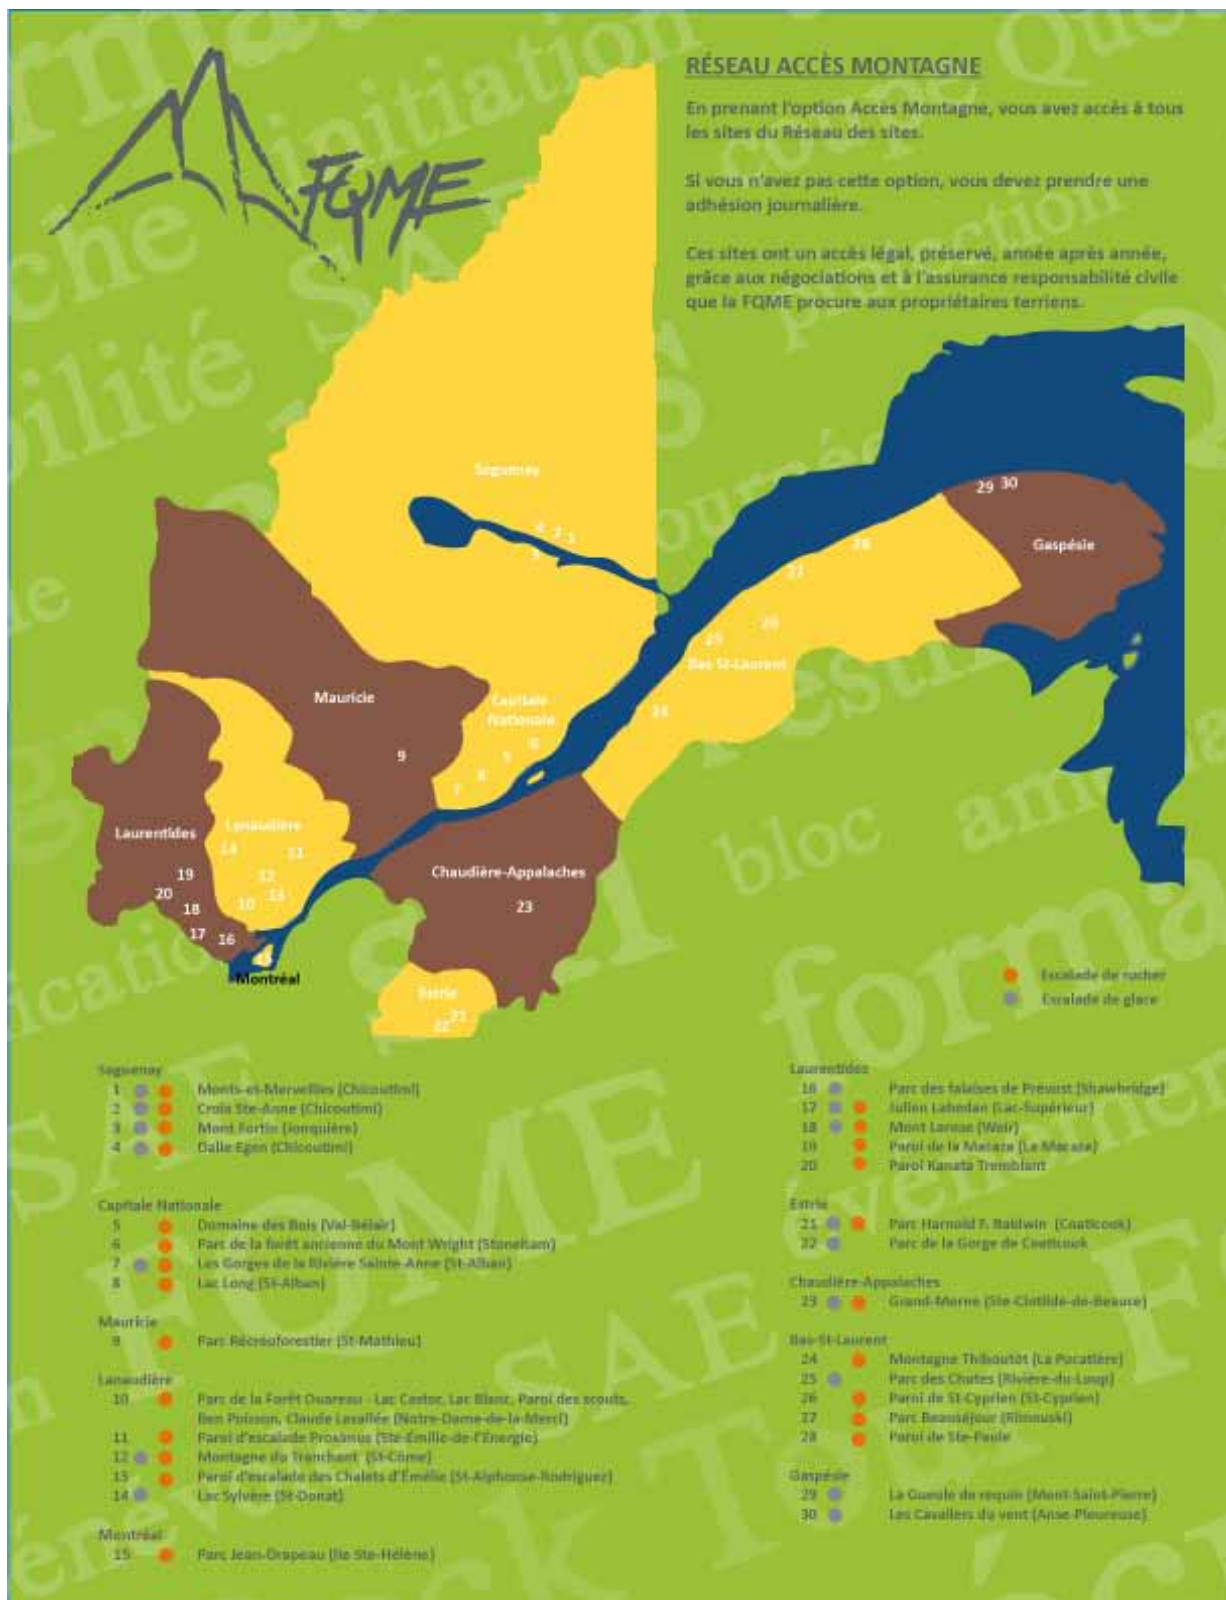 FQME
RÉSEAU ACCÈS MONTAGNE
En prenant l'option Accès Montagne, vous avez accès à tous
les sites du Réseau des sites.
Si vous n'avez pas cette option, vous devez prendre une
adhésion journalière.
Ces sites ont un accès légal, préservé, année après année,
grâce aux négociations et à l'assurance responsabilité civile
que la FQME procure aux propriétaires terriens.
Saguenay
4 2 1
3
29 30
Gaspésie
28
27
26
25
Bas St-Laurent
24
Mauricie
9
Capitale
Nationale
6
5
8
7
Laurentides
19
20
18
17 16
Lanaudière
14 11
12
10 13
Chaudière-Appalaches
23
Montréal
Estrie
21
22
Escalade de rocher
Escalade de glace
Saguenay
1 Monts-et-Merveilles (Chicoutimi)
2 Croix Ste-Anne (Chicoutimi)
3 Mont Fortin (Jonquière)
4 Dalle Egen (Chicoutimi)
Capitale Nationale
5 Domaine des Bois (Val-Bélair)
6 Parc de la forêt ancienne du Mont Wright (Stoneham)
7 Les Gorges de la Rivière Sainte-Anne (St-Alban)
8 Lac Long (St-Alban)
Mauricie
9 Parc Récréoforestier (St-Mathieu)
Lanaudière
10 Parc de la Forêt Ouareau - Lac Castor, Lac Blanc, Paroi des scouts,
Ben Poisson, Claude Lavallée (Notre-Dame-de-la-Merci)
11 Paroi d'escalade Proximus (Ste-Émilie-de-l'Energie)
12 Montagne du Tranchant (St-Côme)
13 Paroi d'escalade des Chalets d'Émélie (St-Alphonse-Rodriguez)
14 Lac Sylvère (St-Donat)
Montréal
15 Parc Jean-Drapeau (Ile Ste-Hélène)
Laurentides
16 Parc des falaises de Prévost (Shawbridge)
17 Julien Labedan (Lac-Supérieur)
18 Mont Larose (Weir)
19 Paroi de la Macaza (La Macaza)
20 Paroi Kanata Tremblant
Estrie
21 Parc Harnold F. Baldwin (Coaticook)
22 Parc de la Gorge de Coaticook
Chaudière-Appalaches
23 Grand-Morne (Ste-Clotilde-de-Beauce)
Bas-St-Laurent
24 Montagne Thiboutôt (La Pocatière)
25 Parc des Chutes (Rivière-du-Loup)
26 Paroi de St-Cyprien (St-Cyprien)
27 Parc Beauséjour (Rimouski)
28 Paroi de Ste-Paule
Gaspésie
29 La Gueule de requin (Mont-Saint-Pierre)
30 Les Cavaliers du vent (Anse-Pleureuse)